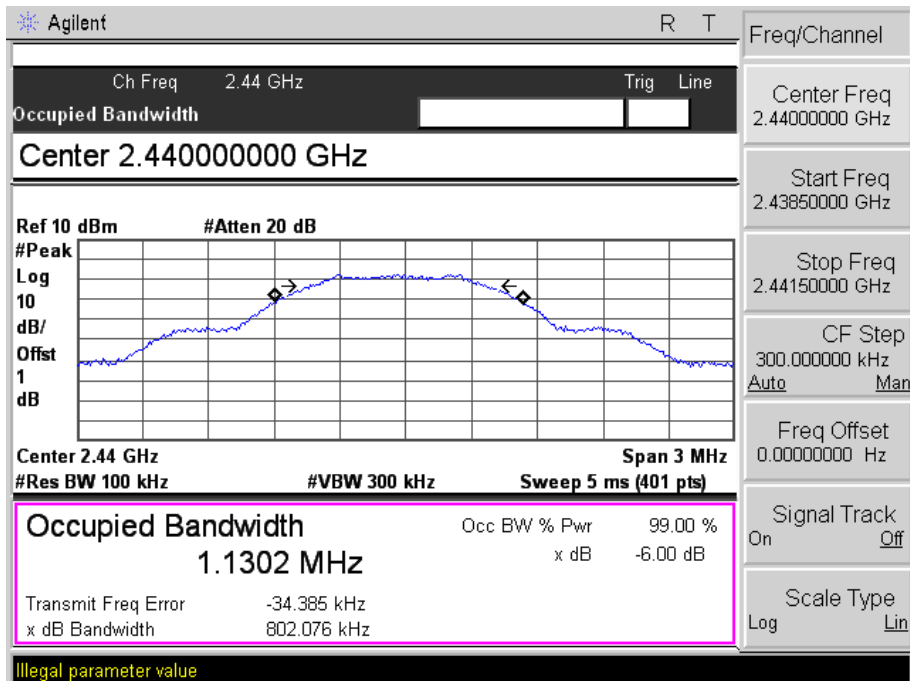 Agilent R T
Ch Freq 2.44 GHz Trig Line
Occupied Bandwidth
Center 2.440000000 GHz
Ref 10 dBm #Atten 20 dB
#Peak
Log
10
dB/
Offst
1
dB
Center 2.44 GHz Span 3 MHz
#Res BW 100 kHz #VBW 300 kHz Sweep 5 ms (401 pts)
Occupied Bandwidth Occ BW % Pwr 99.00 %
1.1302 MHz x dB -6.00 dB
Transmit Freq Error -34.385 kHz
x dB Bandwidth 802.076 kHz
Illegal parameter value
Freq/Channel
Center Freq
2.44000000 GHz
Start Freq
2.43850000 GHz
Stop Freq
2.44150000 GHz
CF Step
300.000000 kHz
Auto Man
Freq Offset
0.00000000 Hz
Signal Track
On Off
Scale Type
Log Lin